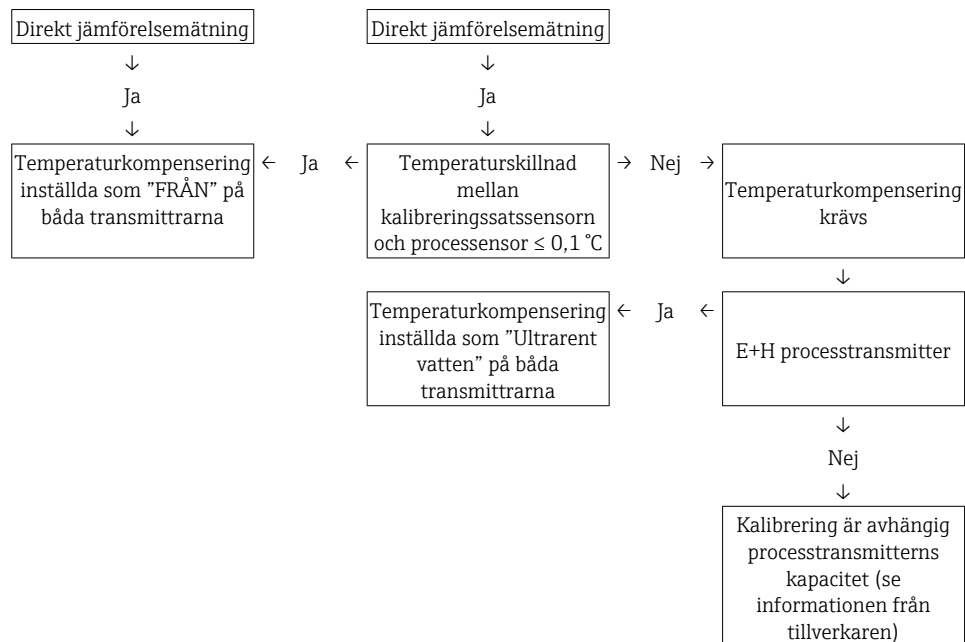 Direkt jämförelsemätning
Direkt jämförelsemätning
↓
↓
Ja
Ja
↓
↓
Temperaturkompensering
inställda som ”FRÅN” på
båda transmittrarna
← Ja ←
Temperaturskillnad
mellan
kalibreringssatssensorn
och processensor ≤ 0,1 °C
→ Nej →
Temperaturkompensering
krävs
↓
Temperaturkompensering
inställda som ”Ultrarent
vatten” på båda
transmittrarna
← Ja ←
E+H processtransmitter
↓
Nej
↓
Kalibrering är avhängig
processtransmitterns
kapacitet (se
informationen från
tillverkaren)